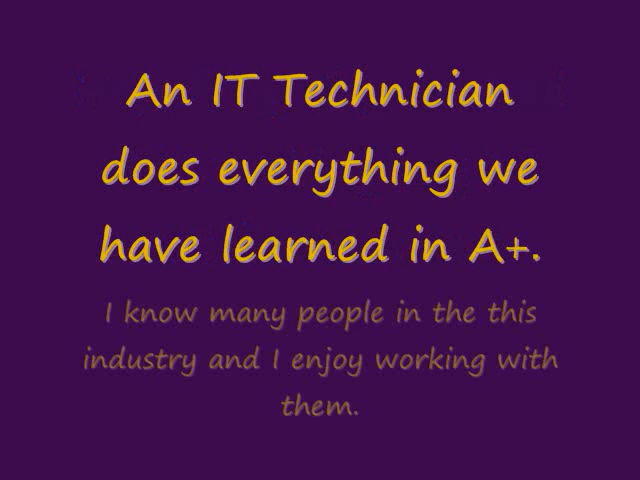 An IT Technician
does everything we
have learned in A+.
I know many people in the this
industry and I enjoy working with
them.